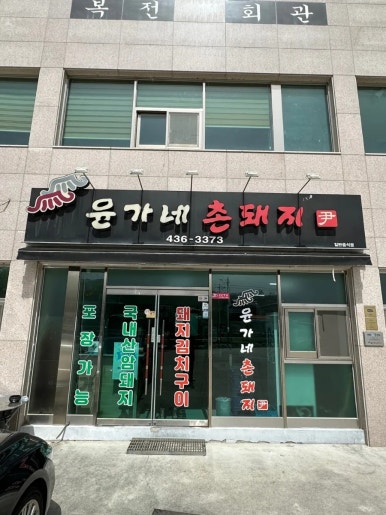 복전 회관
윤가네 촌돼지 尹
436-3373
일반음식점
포장가능
국내산암돼지
돼지김치구이
윤가네촌돼지